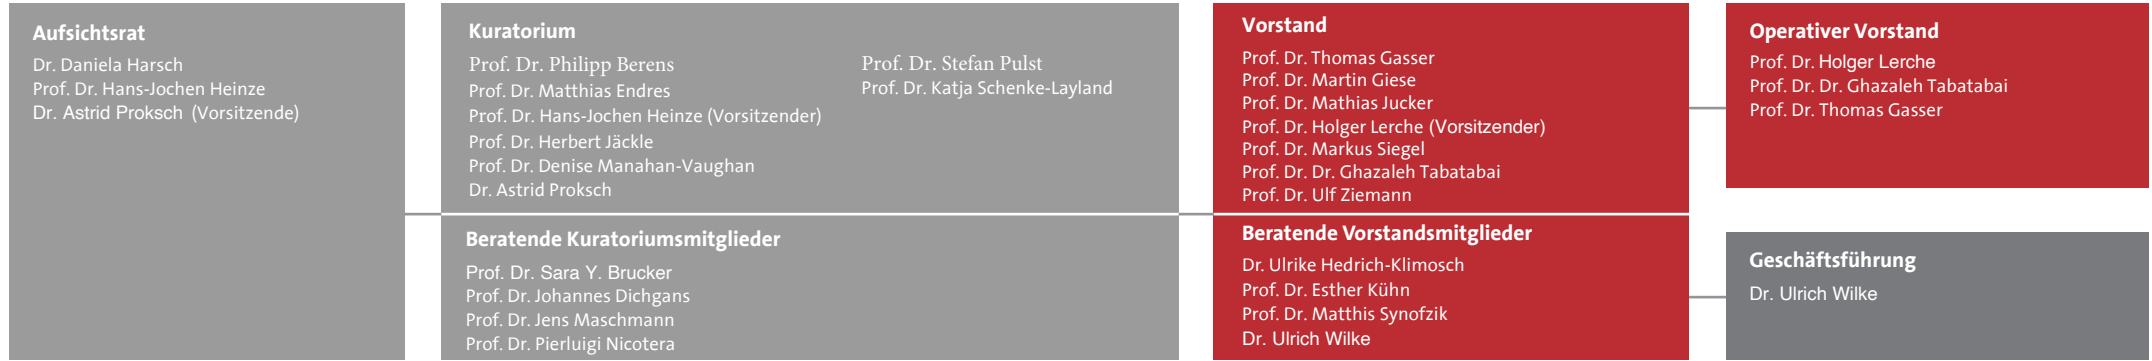 Aufsichtsrat
Dr. Daniela Harsch
Prof. Dr. Hans-Jochen Heinze
Dr. Astrid Proksch (Vorsitzende)
Kuratorium
Prof. Dr. Philipp Berens
Prof. Dr. Matthias Endres
Prof. Dr. Hans-Jochen Heinze (Vorsitzender)
Prof. Dr. Herbert Jäckle
Prof. Dr. Denise Manahan-Vaughan
Dr. Astrid Proksch
Prof. Dr. Stefan Pulst
Prof. Dr. Katja Schenke-Layland
Beratende Kuratoriumsmitglieder
Prof. Dr. Sara Y. Brucker
Prof. Dr. Johannes Dichgans
Prof. Dr. Jens Maschmann
Prof. Dr. Pierluigi Nicotera
Vorstand
Prof. Dr. Thomas Gasser
Prof. Dr. Martin Giese
Prof. Dr. Mathias Jucker
Prof. Dr. Holger Lerche (Vorsitzender)
Prof. Dr. Markus Siegel
Prof. Dr. Dr. Ghazaleh Tabatabai
Prof. Dr. Ulf Ziemann
Beratende Vorstandsmitglieder
Dr. Ulrike Hedrich-Klimosch
Prof. Dr. Esther Kühn
Prof. Dr. Matthis Synofzik
Dr. Ulrich Wilke
Operativer Vorstand
Prof. Dr. Holger Lerche
Prof. Dr. Dr. Ghazaleh Tabatabai
Prof. Dr. Thomas Gasser
Geschäftsführung
Dr. Ulrich Wilke